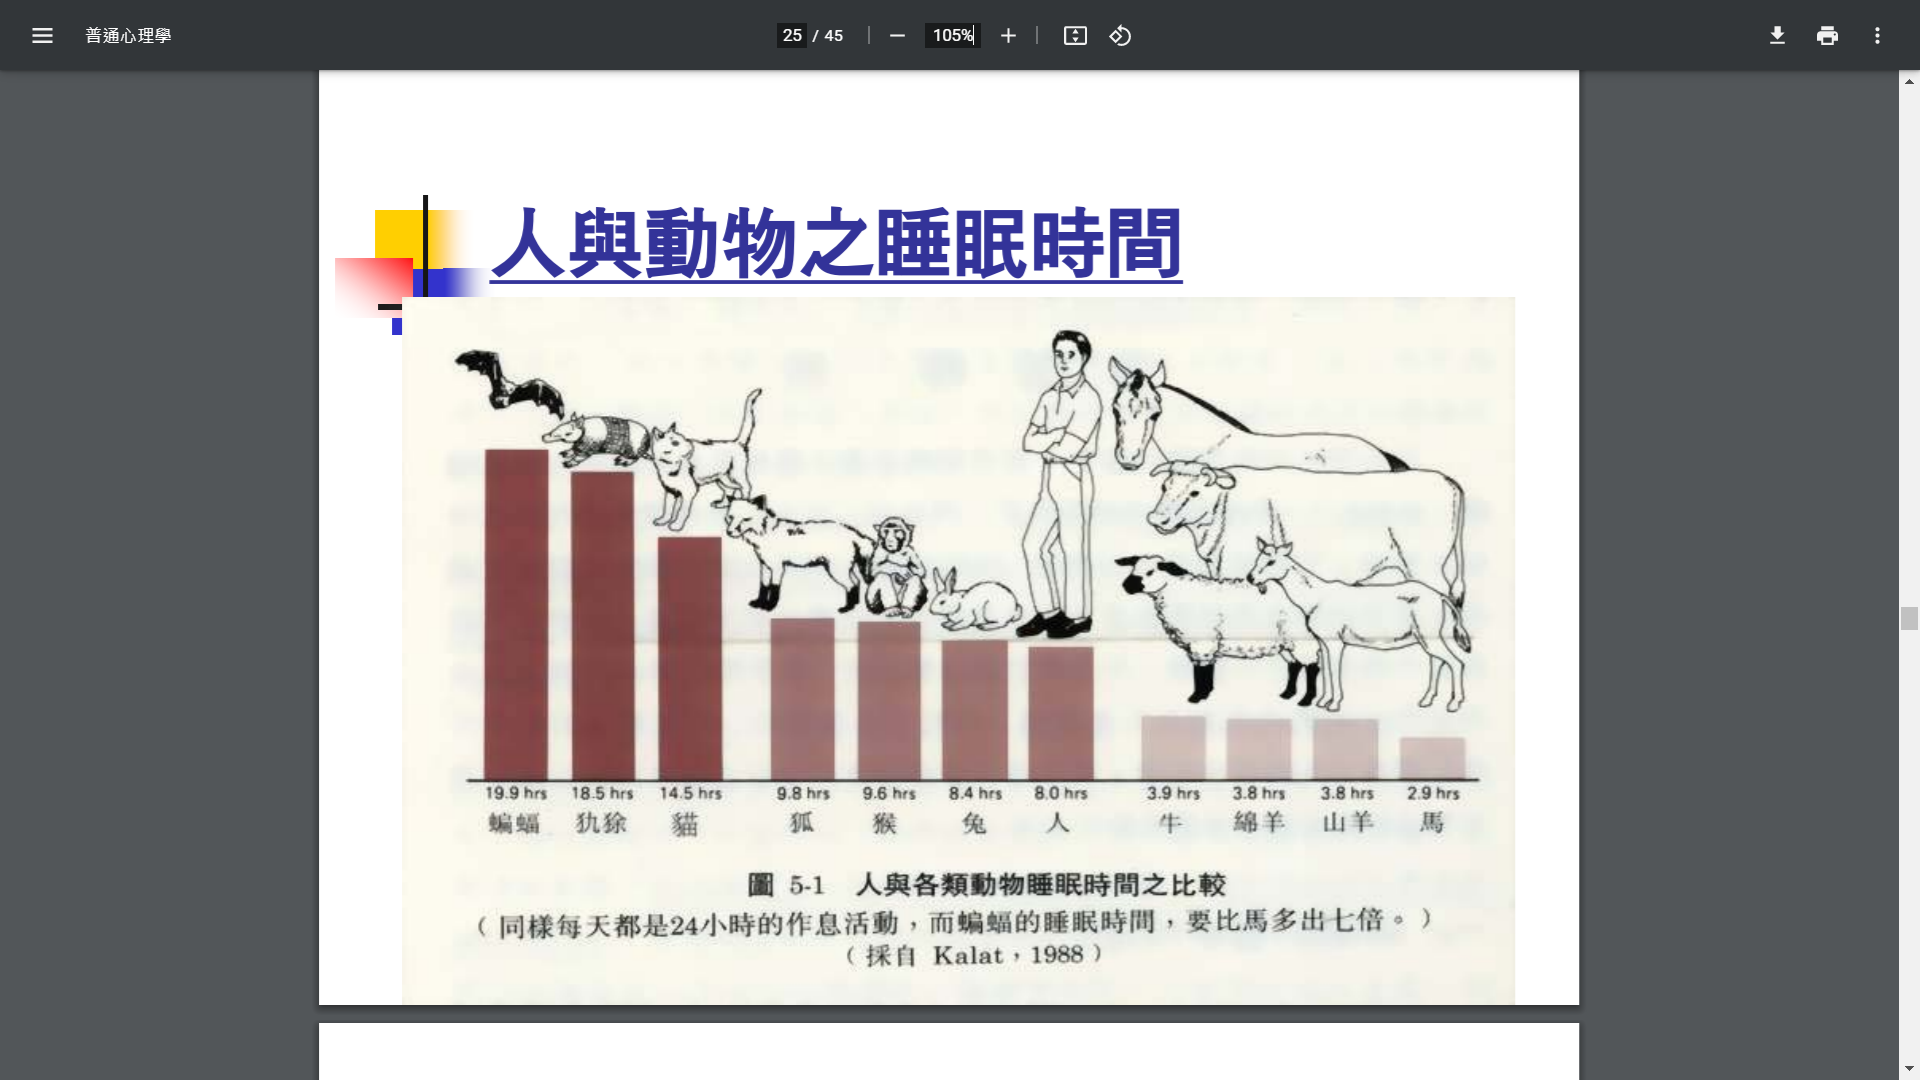 普通心理學
25 / 45
105%
人與動物之睡眠時間
19.9 hrs 18.5 hrs 14.5 hrs 9.8 hrs 9.6 hrs 8.4 hrs 8.0 hrs 3.9 hrs 3.8 hrs 3.8 hrs 2.9 hrs
蝙蝠 犰狳 貓 狐 猴 兔 人 牛 綿羊 山羊 馬
圖 5-1 人與各類動物睡眠時間之比較
（同樣每天都是24小時的作息活動，而蝙蝠的睡眠時間，要比馬多出七倍。）
（採自 Kalat，1988）